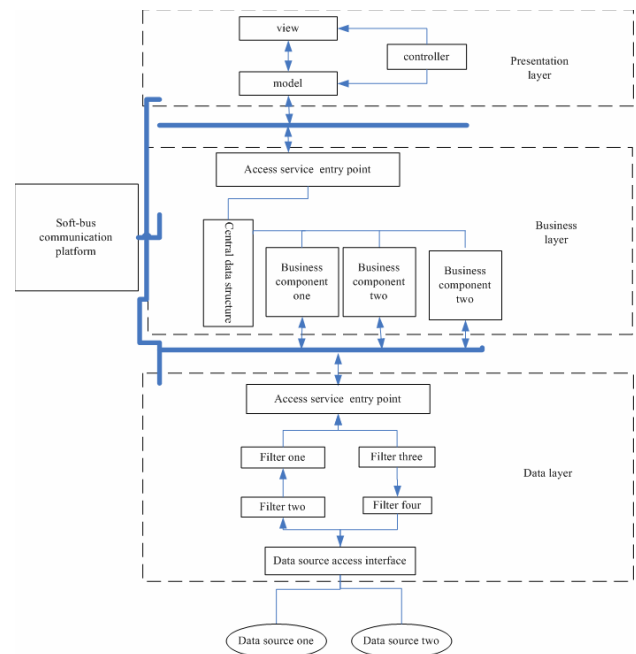 view
controller
model
Presentation
layer
Access service entry point
Soft-bus
communication
platform
Central data structure
Business
layer
Business
component
one
Business
component
two
Business
component
two
Access service entry point
Filter one
Filter three
Data layer
Filter two
Filter four
Data source access interface
Data source one
Data source two